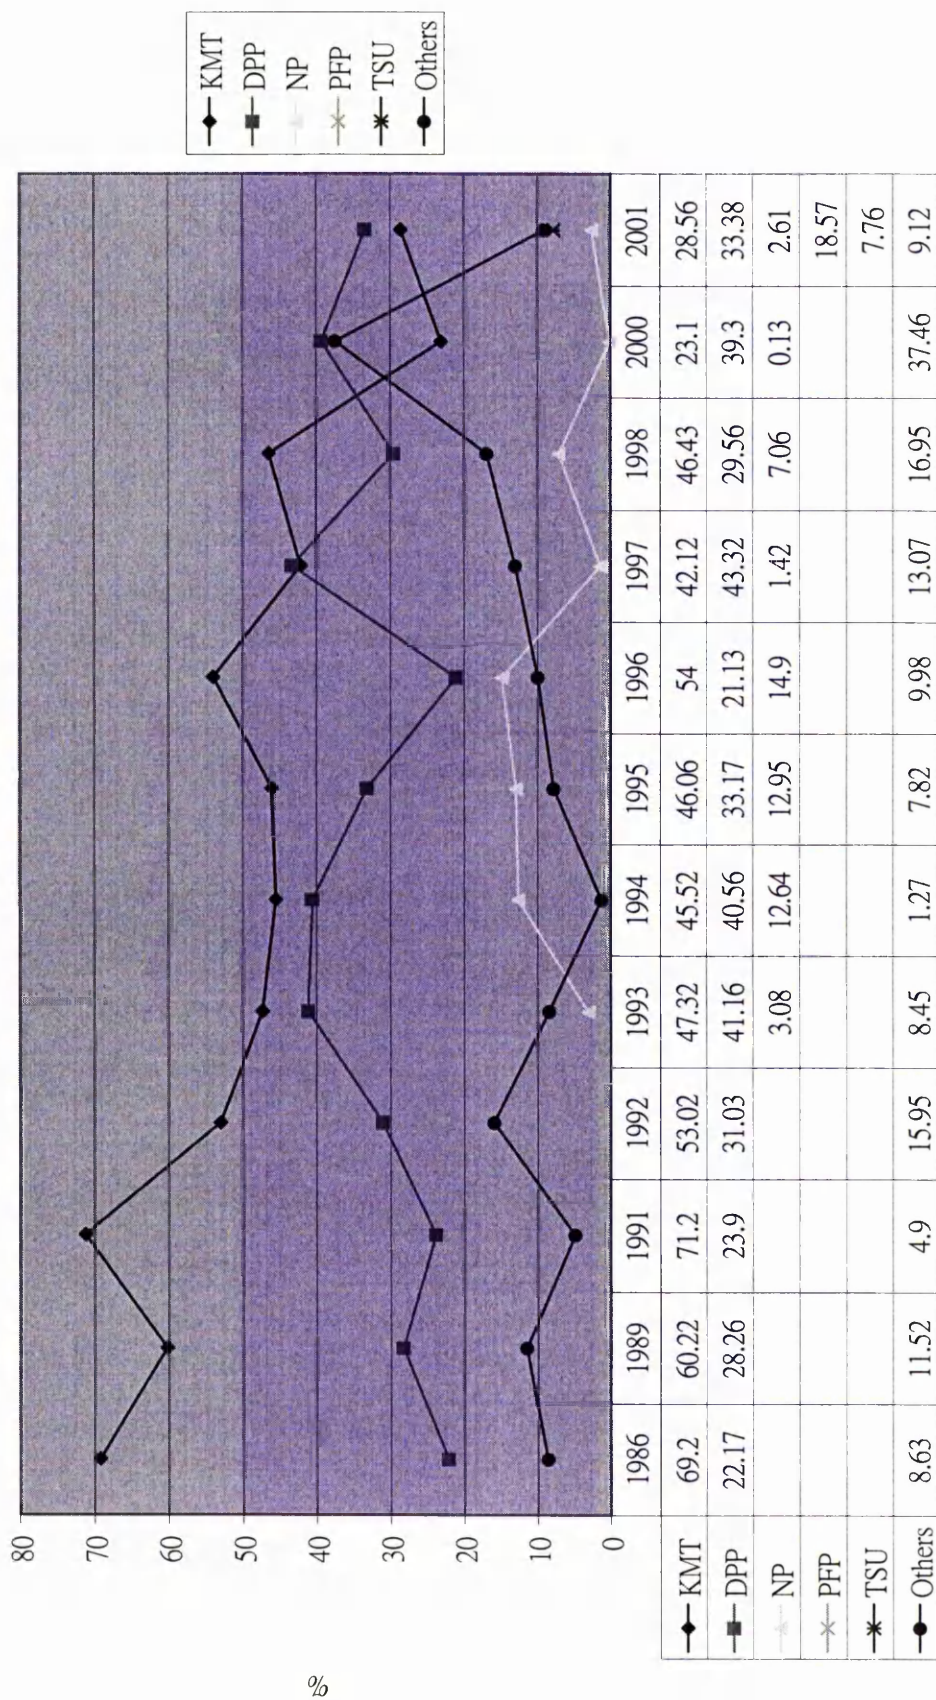 %
80
70
60
50
40
30
20
10
0
KMT
DPP
NP
PFP
TSU
Others
1986 1989 1991 1992 1993 1994 1995 1996 1997 1998 2000 2001
KMT 69.2 60.22 71.2 53.02 47.32 45.52 46.06 54 42.12 46.43 23.1 28.56
DPP 22.17 28.26 23.9 31.03 41.16 40.56 33.17 21.13 43.32 29.56 39.3 33.38
NP 3.08 12.64 12.95 14.9 1.42 7.06 0.13 2.61
PFP 18.57
TSU 7.76
Others 8.63 11.52 4.9 15.95 8.45 1.27 7.82 9.98 13.07 16.95 37.46 9.12